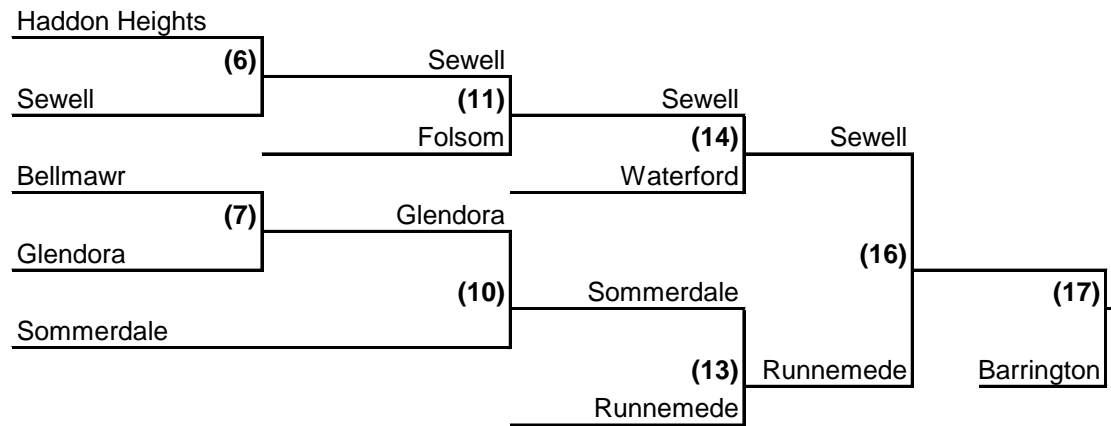 Haddon Heights
(6) Sewell
Sewell (11) Sewell
Folsom (14) Sewell
Bellmawr Waterford
(7) Glendora
Glendora (16)
(10) Sommerdale (17)
Sommerdale
(13) Runnemede Barrington
Runnemede